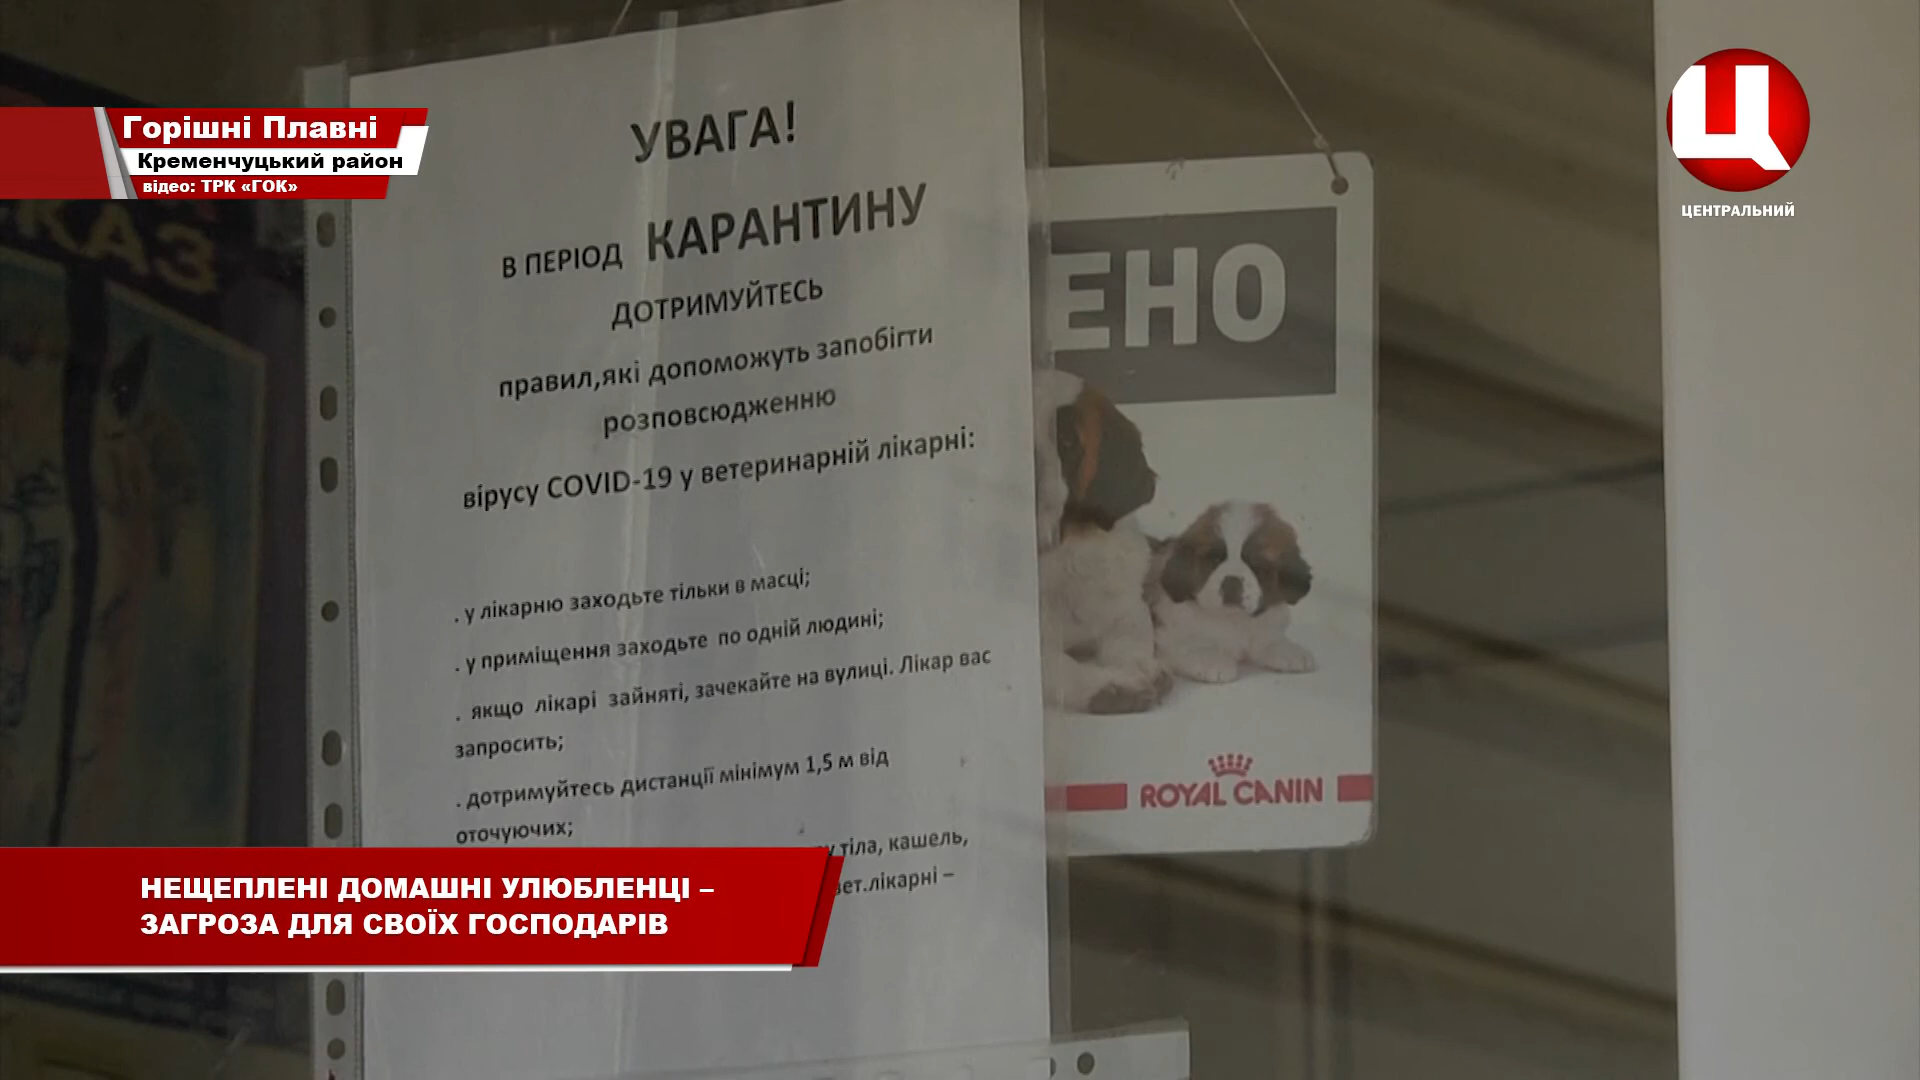 Горішні Плавні
Кременчуцький район
відео: ТРК «ГОК»
Ц
ЦЕНТРАЛЬНИЙ
КАЗ
УВАГА!
В ПЕРІОД КАРАНТИНУ
ДОТРИМУЙТЕСЬ
правил,які допоможуть запобігти
розповсюдженню
вірусу COVID-19 у ветеринарній лікарні:
. у лікарню заходьте тільки в масці;
. у приміщення заходьте по одній людині;
. якщо лікарі зайняті, зачекайте на вулиці. Лікар вас
запросить;
. дотримуйтесь дистанції мінімум 1,5 м від
оточуючих;
тіла, кашель,
вет.лікарні –
ЕНО
ROYAL CANIN
НЕЩЕПЛЕНІ ДОМАШНІ УЛЮБЛЕНЦІ –
ЗАГРОЗА ДЛЯ СВОЇХ ГОСПОДАРІВ